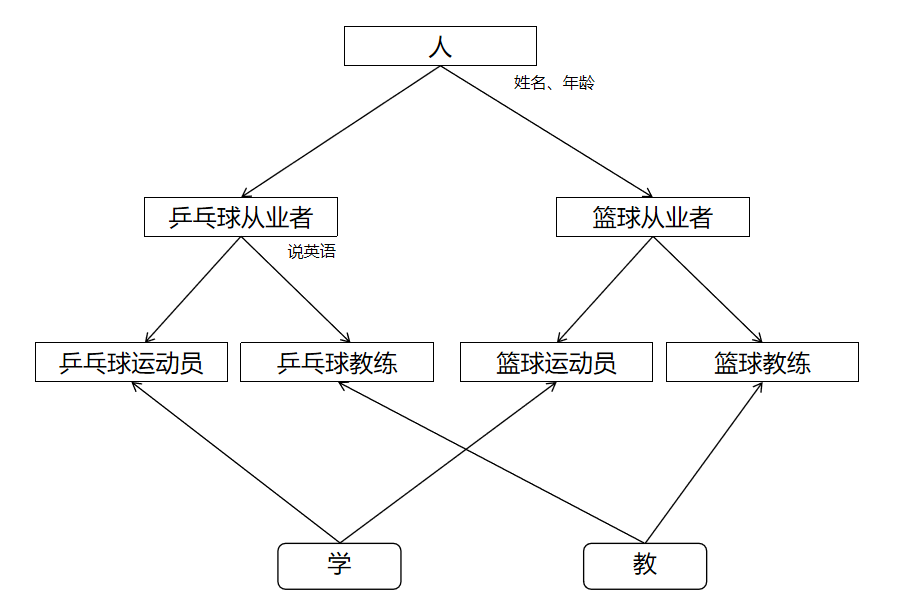 人
姓名、年龄
乒乓球从业者
篮球从业者
说英语
乒乓球运动员
乒乓球教练
篮球运动员
篮球教练
学
教